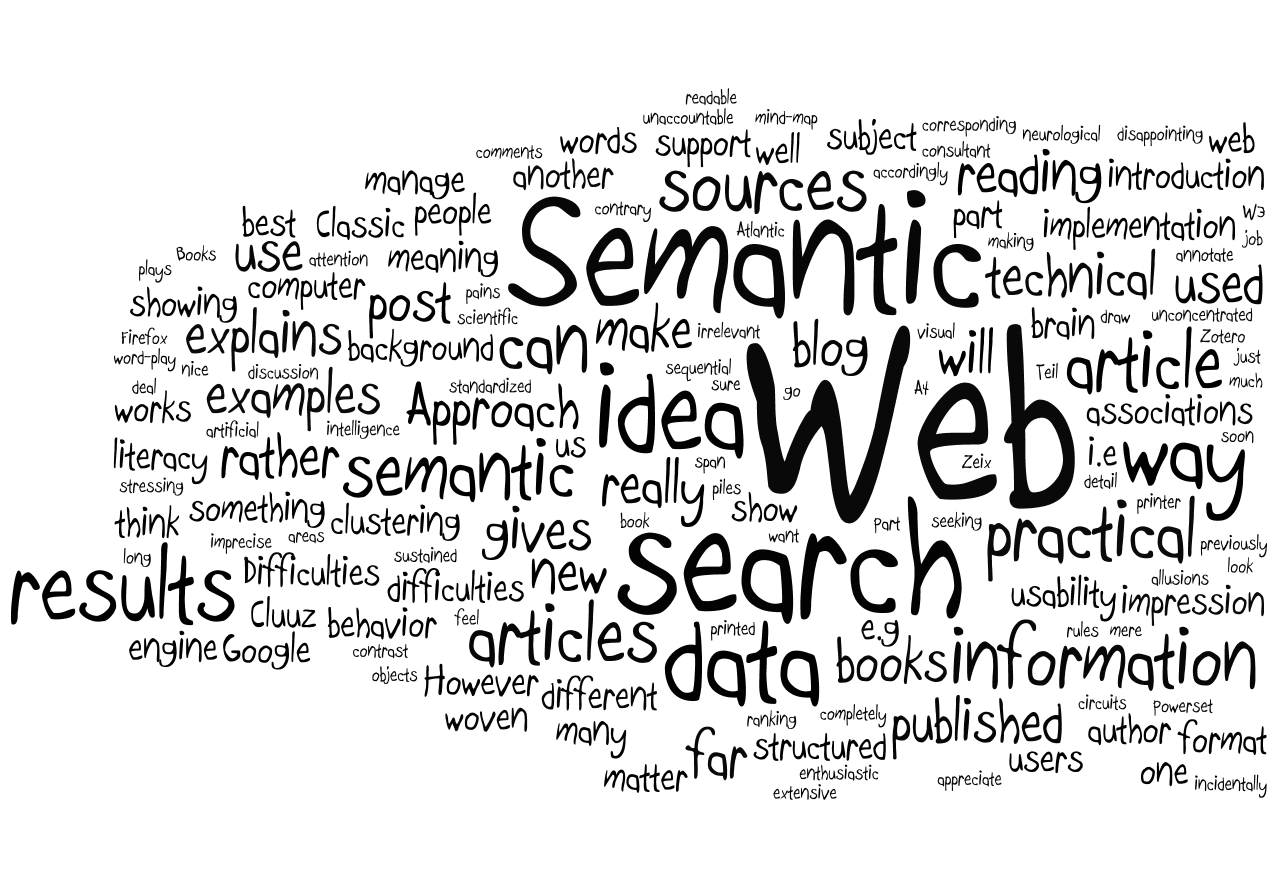 readable
unaccountable mind-map
comments words support well subject corresponding neurological disappointing web
consultant
manage another sources accordingly reading introduction
best Classic people Semantic contrary Atlantic part making implementation W3 job
plays Books use attention meaning technical annotate used
showing computer post pains scientific
Firefox explains background can make irrelevant blog visual will brain draw unconcentrated Zotero
word-play nice discussion standardized sequential sure go Web A4 Teil article just much
deal works examples Approach idea associations
artificial intelligence us soon
literacy rather semantic really span piles Zeix i.e detail way
stressing
think something clustering gives book show want Part seeking printer practical previously
imprecise areas
long results Difficulties sustained difficulties new search look allusions
Cluuz behavior feel usability impression
engine Google contrast articles printed data e.g books rules mere information
objects However different
woven many ranking completely published circuits Powerset author format
matter far structured users
enthusiastic appreciate one incidentally
extensive